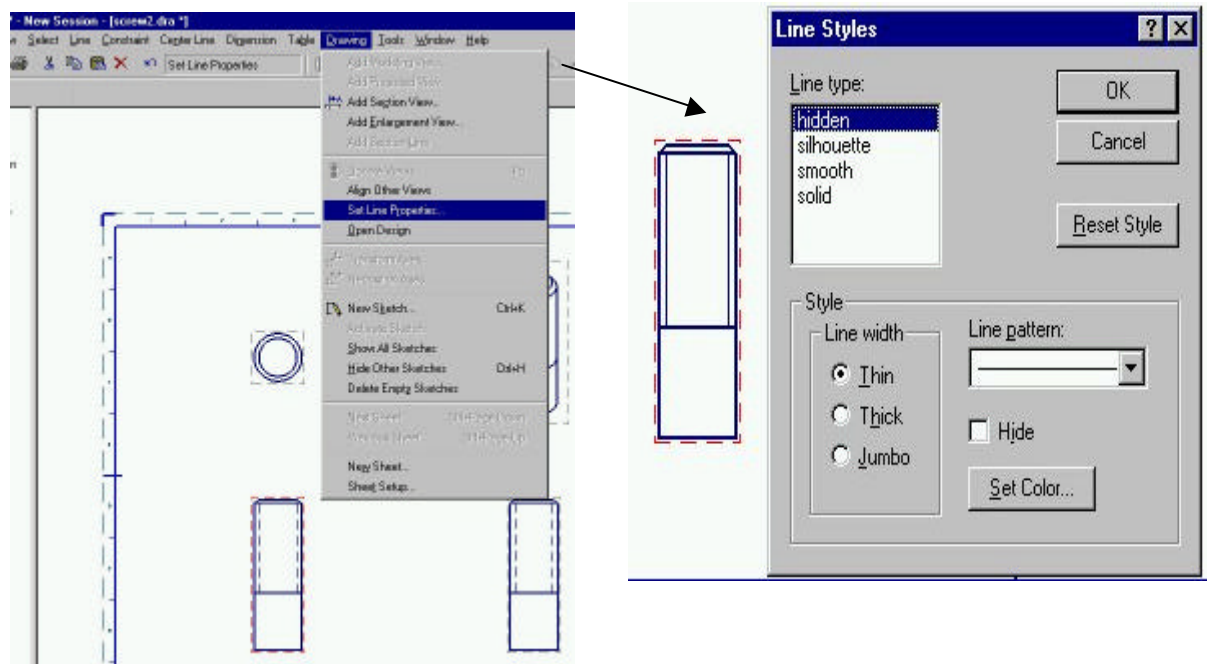 - New Session - [screw2.dra *]
Select Line Constraint CenterLine Dimension Table Drawing Tools Window Help
Set Line Properties
Add Section View...
Add Enlargement View...
Align Other Views
Set Line Properties...
Open Design
New Sketch... Ctrl+K
Show All Sketches
Hide Other Sketches Ctrl+H
Delete Empty Sketches
New Sheet...
Sheet Setup...
Line Styles
Line type:
hidden
silhouette
smooth
solid
OK
Cancel
Reset Style
Style
Line width
Thin
Thick
Jumbo
Line pattern:
Hide
Set Color...